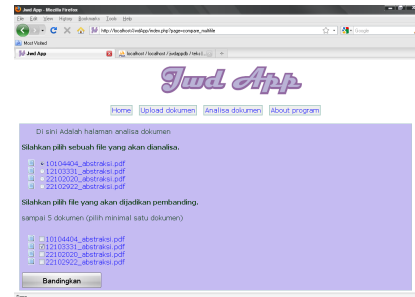 Jwd App - Mozilla Firefox
File Edit View History Bookmarks Tools Help
http://localhost/jwdapp/index.php?page=compare_multifile
Google
Most Visited
Jwd App
localhost / localhost / jwdappdb / teks |...
Jwd App
Home Upload dokumen Analisa dokumen About program
Di sini Adalah halaman analisa dokumen
Silahkan pilih sebuah file yang akan dianalisa.
10104404_abstraksi.pdf
12103331_abstraksi.pdf
22102020_abstraksi.pdf
22102922_abstraksi.pdf
Silahkan pilih file yang akan dijadikan pembanding.
sampai 5 dokumen (pilih minimal satu dokumen)
10104404_abstraksi.pdf
12103331_abstraksi.pdf
22102020_abstraksi.pdf
22102922_abstraksi.pdf
Bandingkan